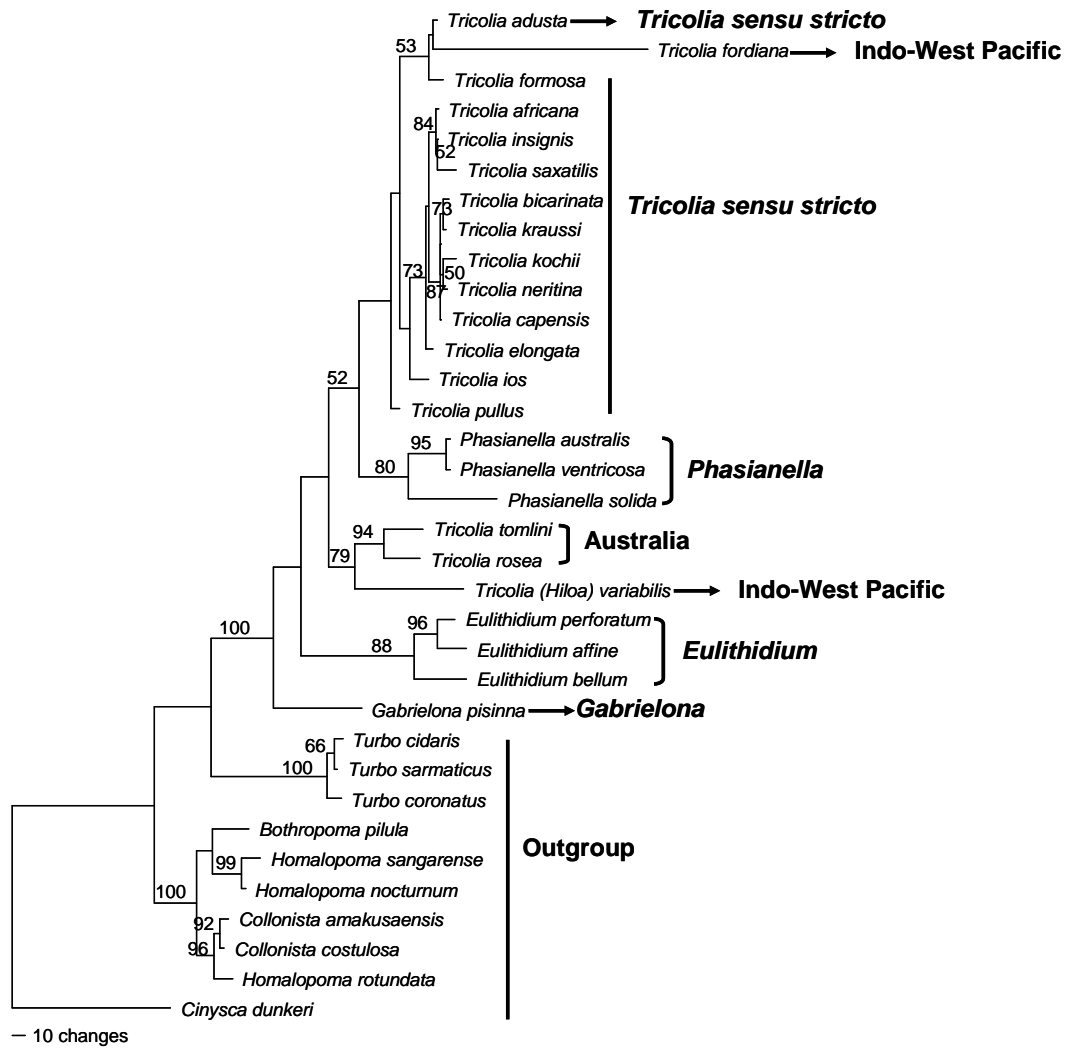 Tricolia adusta Tricolia sensu stricto
53 Tricolia fordiana Indo-West Pacific
Tricolia formosa
Tricolia africana
84 Tricolia insignis
52 Tricolia saxatilis
Tricolia bicarinata Tricolia sensu stricto
73 Tricolia kraussi
Tricolia kochii
73 50
87 Tricolia neritina
Tricolia capensis
Tricolia elongata
52 Tricolia ios
Tricolia pullus
95 Phasianella australis
80 Phasianella ventricosa Phasianella
Phasianella solida
94 Tricolia tomlini Australia
79 Tricolia rosea
Tricolia (Hiloa) variabilis Indo-West Pacific
96 Eulithidium perforatum
100 88 Eulithidium affine Eulithidium
Eulithidium bellum
Gabrielona pisinna Gabrielona
66 Turbo cidaris
100 Turbo sarmaticus
Turbo coronatus
Bothropoma pilula Outgroup
99 Homalopoma sangarense
100 Homalopoma nocturnum
92 Collonista amakusaensis
96 Collonista costulosa
Homalopoma rotundata
Cinysca dunkeri
10 changes